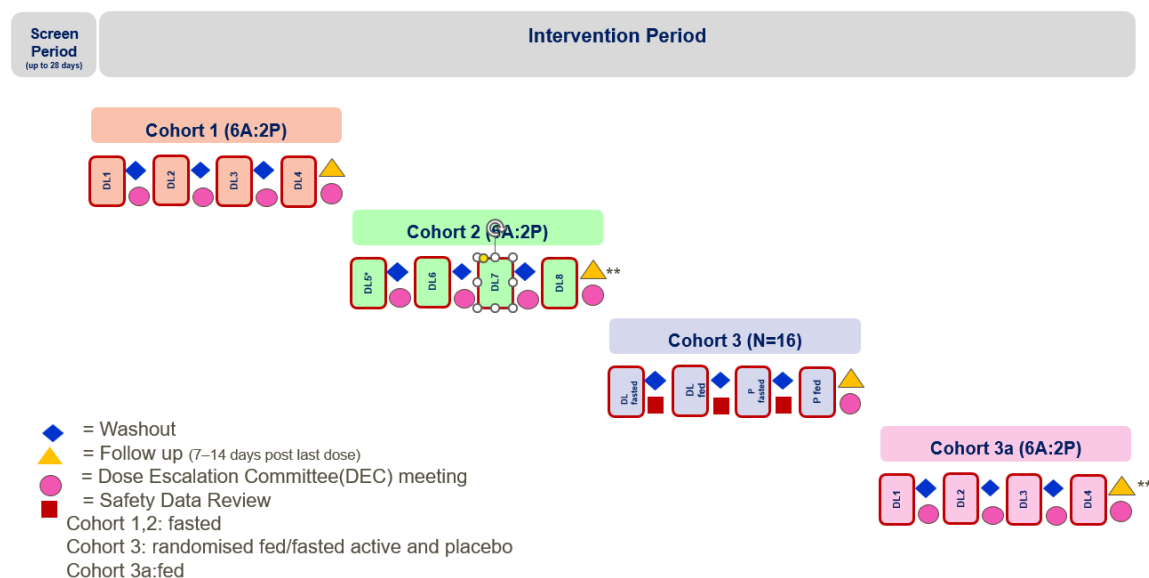 Screen
Period
(up to 28 days)
Intervention Period
Cohort 1 (6A:2P)
DL1
DL2
DL3
DL4
Cohort 2 (6A:2P)
DL5*
DL6
DL7
DL8
**
Cohort 3 (N=16)
DL
fasted
DL
fed
P
fasted
P fed
Cohort 3a (6A:2P)
DL1
DL2
DL3
DL4
**
= Washout
= Follow up (7–14 days post last dose)
= Dose Escalation Committee(DEC) meeting
= Safety Data Review
Cohort 1,2: fasted
Cohort 3: randomised fed/fasted active and placebo
Cohort 3a:fed